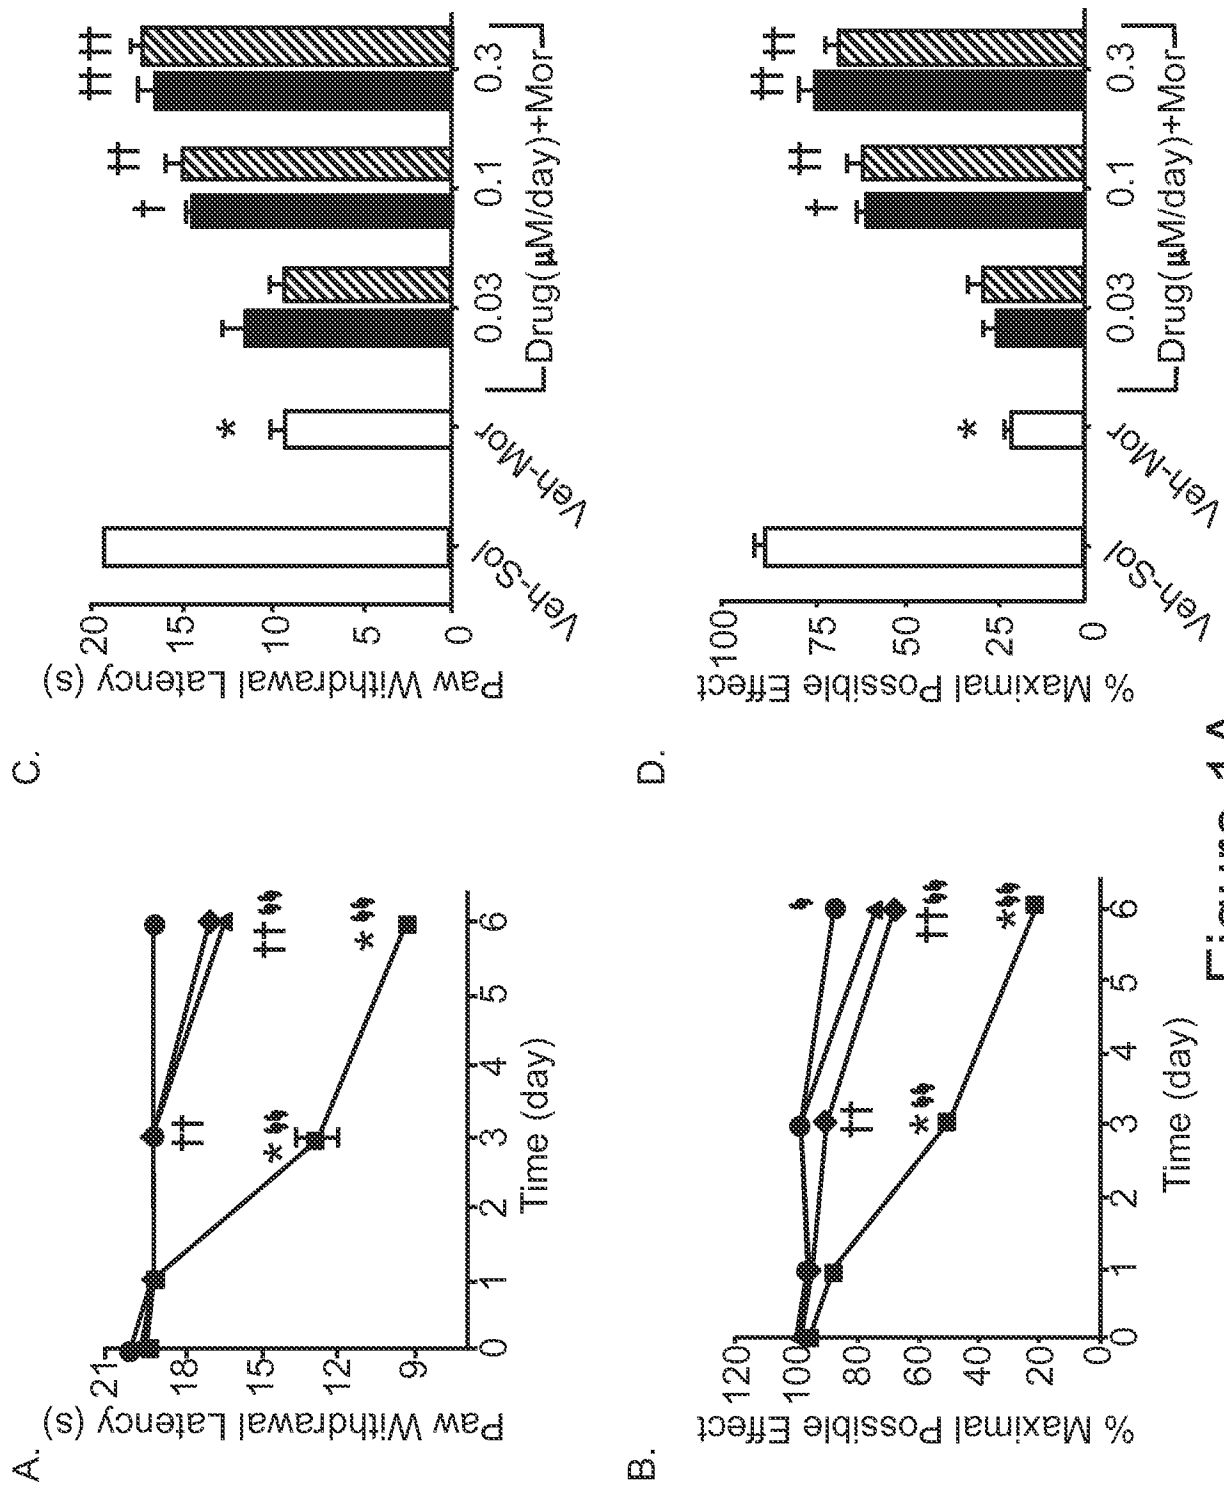 A.
Paw Withdrawal Latency (s)
21
18
15
12
9
0 1 2 3 4 5 6
Time (day)
††
*
††
*
B.
% Maximal Possible Effect
120
100
80
60
40
20
0
0 1 2 3 4 5 6
Time (day)
††
*
††
*
C.
Paw Withdrawal Latency (s)
20
15
10
5
0
* † ‡ ‡ ‡
Veh-Sol Veh-Mor 0.03 0.1 0.3
Drug(µM/day)+Mor
D.
% Maximal Possible Effect
100
75
50
25
0
* † ‡ ‡ ‡
Veh-Sol Veh-Mor 0.03 0.1 0.3
Drug(µM/day)+Mor